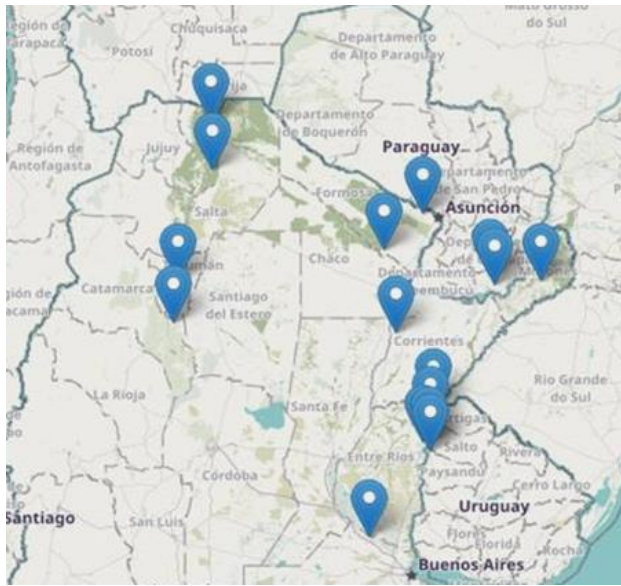 Mato Grosso
do Sul
Chuquisaca
Región de
Tarapaca
Departamento
de Alto Paraguay
Potosí
ija
Departamento
de Boquerón
Paraguay
Región de
Antofagasta
Jujuy
Departamento
de San Pedro
Formosa
Salta
Asunción
Chaco
Departamento
Ñeembucú
Catamarca
Santiago
del Estero
Corrientes
La Rioja
Rio Grande
do Sul
Santa Fe
Artigas
Salto
Rivera
Entre Ríos
Paysandú
Córdoba
Cerro Largo
Uruguay
Santiago
San Luis
Flores
Florida
Rocha
Buenos Aires